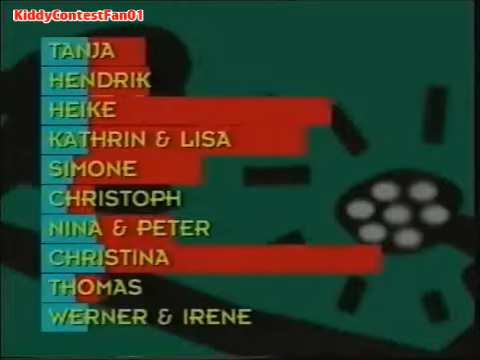 KiddyContestFan01
TANJA
HENDRIK
HEIKE
KATHRIN & LISA
SIMONE
CHRISTOPH
NINA & PETER
CHRISTINA
THOMAS
WERNER & IRENE